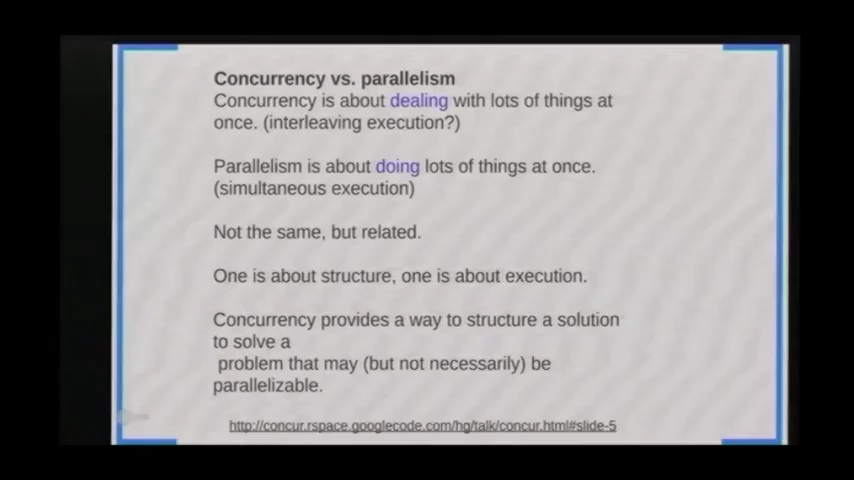 Concurrency vs. parallelism
Concurrency is about dealing with lots of things at
once. (interleaving execution?)
Parallelism is about doing lots of things at once.
(simultaneous execution)
Not the same, but related.
One is about structure, one is about execution.
Concurrency provides a way to structure a solution
to solve a
problem that may (but not necessarily) be
parallelizable.
http://concur.rspace.googlecode.com/hg/talk/concur.html#slide-5